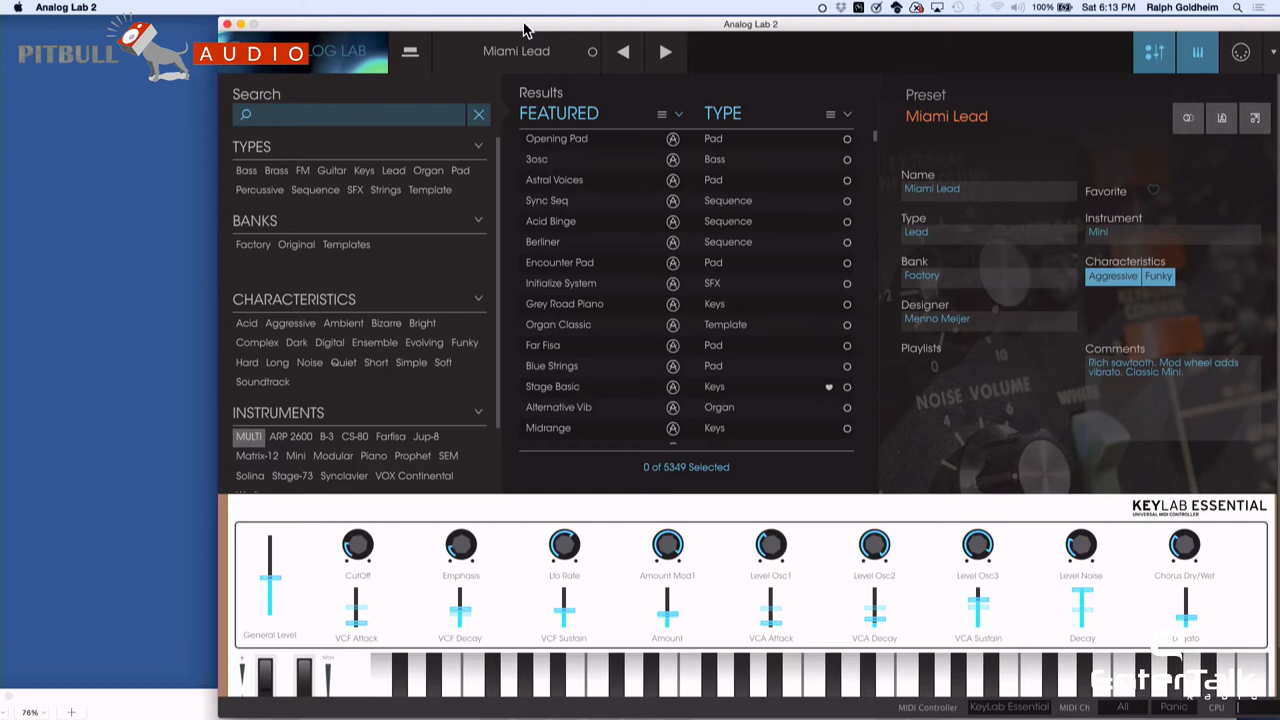 Analog Lab 2
100%
Sat 6:13 PM
Ralph Goldheim
Analog Lab 2
PITBULL AUDIO
LOG LAB
Miami Lead
Search
TYPES
Bass Brass FM Guitar Keys Lead Organ Pad
Percussive Sequence SFX Strings Template
BANKS
Factory Original Templates
CHARACTERISTICS
Acid Aggressive Ambient Bizarre Bright
Complex Dark Digital Ensemble Evolving Funky
Hard Long Noise Quiet Short Simple Soft
Soundtrack
INSTRUMENTS
MULTI ARP 2600 B-3 CS-80 Farfisa Jup-8
Matrix-12 Mini Modular Piano Prophet SEM
Solina Stage-73 Synclavier VOX Continental
Results
FEATURED TYPE
Opening Pad Pad
3osc Bass
Astral Voices Pad
Sync Seq Sequence
Acid Binge Sequence
Berliner Sequence
Encounter Pad Pad
Initialize System SFX
Grey Road Piano Keys
Organ Classic Template
Far Fisa Pad
Blue Strings Pad
Stage Basic Keys
Alternative Vib Organ
Midrange Keys
0 of 5349 Selected
Preset
Miami Lead
Name
Miami Lead
Favorite
Type
Lead
Instrument
Mini
Bank
Factory
Characteristics
Aggressive Funky
Designer
Menno Meijer
Playlists
Comments
Rich sawtooth. Mod wheel adds
vibrato. Classic Mini.
NOISE VOLUME
WHITE
KEYLAB ESSENTIAL
UNIVERSAL MIDI CONTROLLER
CutOff Emphasis Lfo Rate Amount Mod1 Level Osc1 Level Osc2 Level Osc3 Level Noise Chorus Dry/Wet
General Level
VCF Attack VCF Decay VCF Sustain Amount VCA Attack VCA Decay VCA Sustain Decay
GatorTalk
Radio
MIDI Controller KeyLab Essential MIDI Ch All Panic CPU
76%